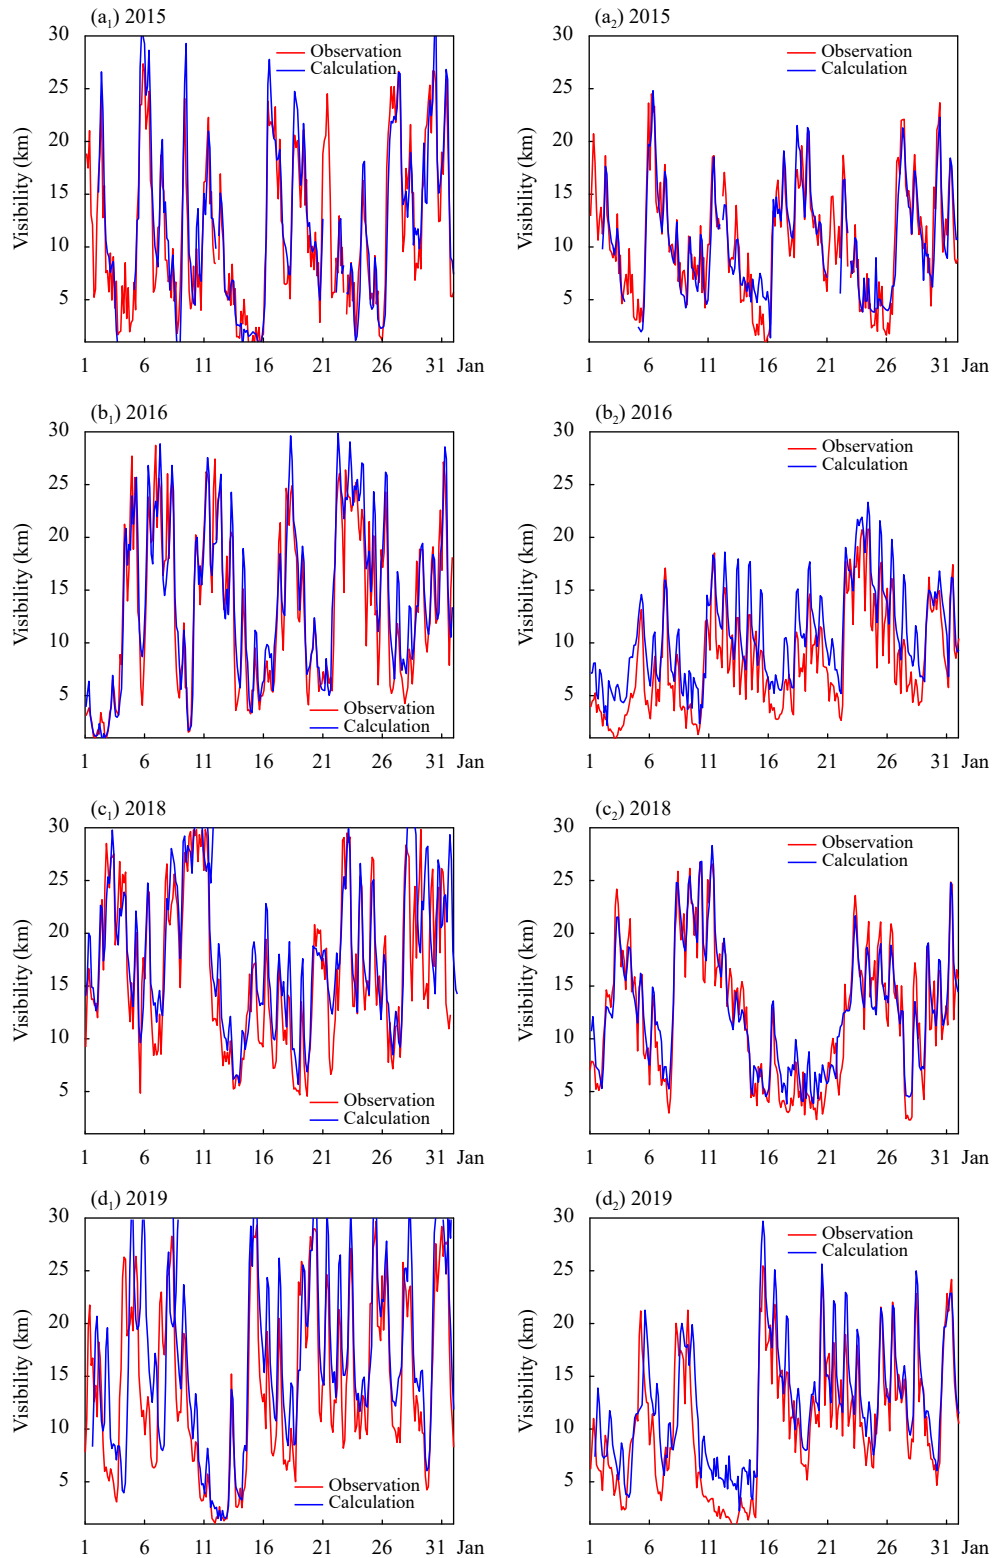 (a₁) 2015
30
25
20
15
10
5
Visibility (km)
Observation
Calculation
1 6 11 16 21 26 31 Jan
(a₂) 2015
30
25
20
15
10
5
Visibility (km)
Observation
Calculation
1 6 11 16 21 26 31 Jan
(b₁) 2016
30
25
20
15
10
5
Visibility (km)
Observation
Calculation
1 6 11 16 21 26 31 Jan
(b₂) 2016
30
25
20
15
10
5
Visibility (km)
Observation
Calculation
1 6 11 16 21 26 31 Jan
(c₁) 2018
30
25
20
15
10
5
Visibility (km)
Observation
Calculation
1 6 11 16 21 26 31 Jan
(c₂) 2018
30
25
20
15
10
5
Visibility (km)
Observation
Calculation
1 6 11 16 21 26 31 Jan
(d₁) 2019
30
25
20
15
10
5
Visibility (km)
Observation
Calculation
1 6 11 16 21 26 31 Jan
(d₂) 2019
30
25
20
15
10
5
Visibility (km)
Observation
Calculation
1 6 11 16 21 26 31 Jan